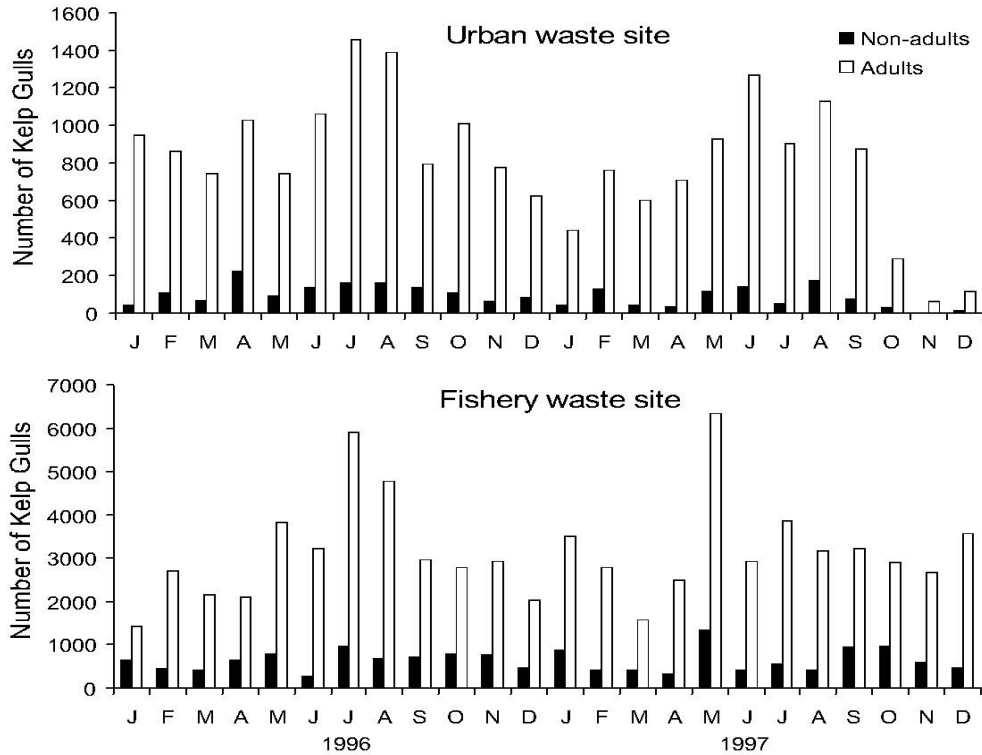 Urban waste site
Non-adults
Adults
Number of Kelp Gulls
1600
1400
1200
1000
800
600
400
200
0
J F M A M J J A S O N D J F M A M J J A S O N D
Fishery waste site
Number of Kelp Gulls
7000
6000
5000
4000
3000
2000
1000
0
J F M A M J J A S O N D J F M A M J J A S O N D
1996 1997